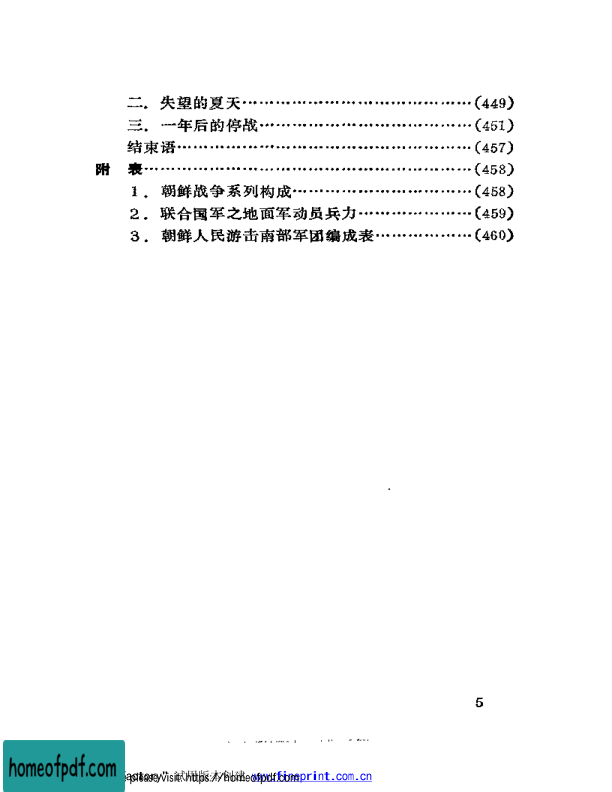 二．失望的夏天………………………………………(449)
三．一年后的停战……………………………………(451)
结束语…………………………………………………(457)
附　表………………………………………………………(458)
1．朝鲜战争系列构成………………………………(458)
2．联合国军之地面军动员兵力…………………(459)
3．朝鲜人民游击南部军团编成表………………(460)
5
homeofpdf.com
please visit: https://homeofpdf.com
www.fineprint.com.cn